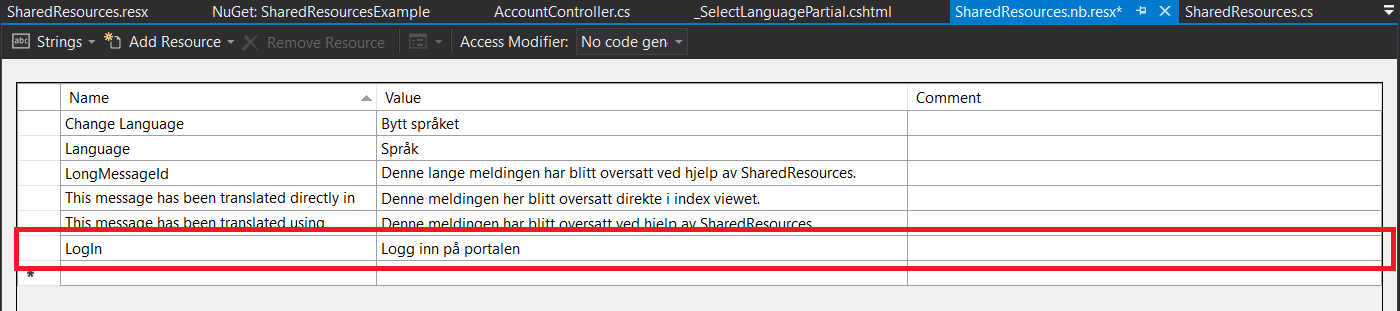 SharedResources.resx NuGet: SharedResourcesExample AccountController.cs _SelectLanguagePartial.cshtml SharedResources.nb.resx* SharedResources.cs
abc Strings Add Resource Remove Resource Access Modifier: No code gen
Name Value Comment
Change Language Bytt språket
Language Språk
LongMessageId Denne lange meldingen har blitt oversatt ved hjelp av SharedResources.
This message has been translated directly in Denne meldingen her blitt oversatt direkte i index viewet.
This message has been translated using Denne meldingen har blitt oversatt ved hjelp av SharedResources
LogIn Logg inn på portalen
*